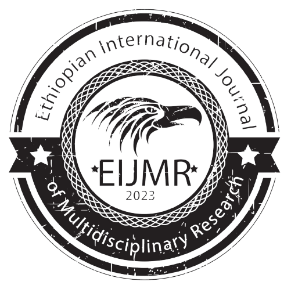 Ethiopian International Journal
EIJMR
2023
of Multidisciplinary Research